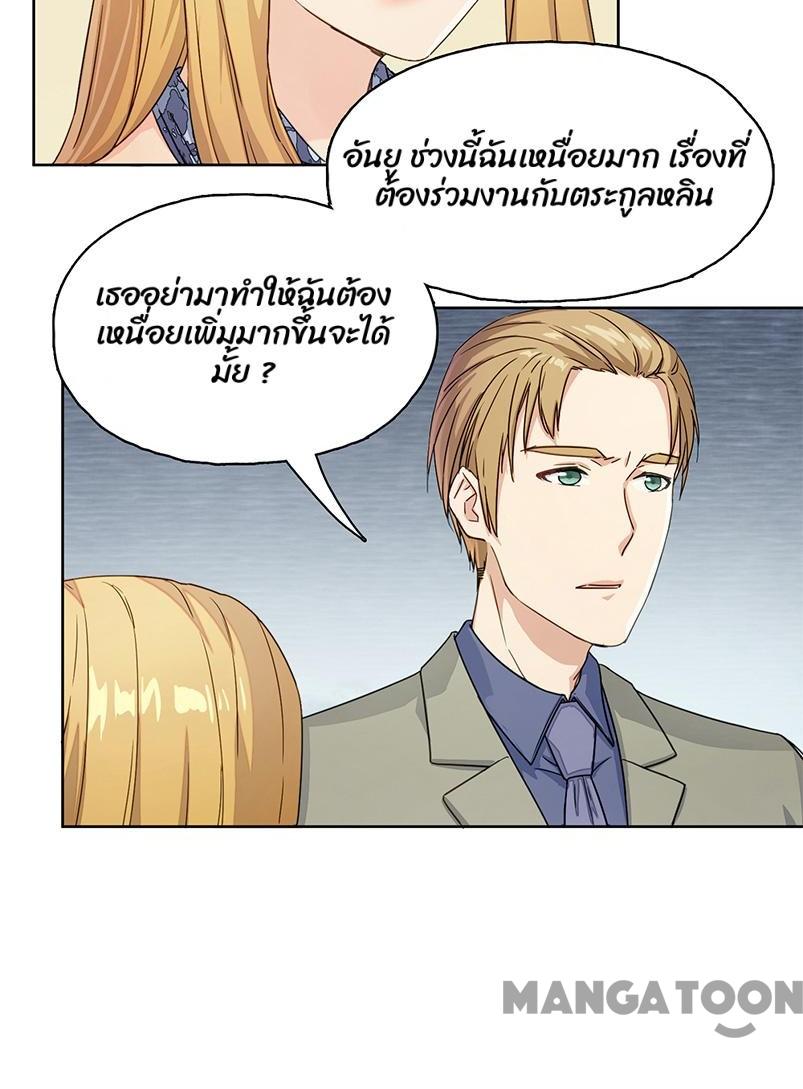 อันยู ช่วงนี้ฉันเหนื่อยมาก เรื่องที่
ต้องร่วมงานกับตระกูลหลิน
เธออย่ามาทำให้ฉันต้อง
เหนื่อยเพิ่มมากขึ้นจะได้
มั้ย ?
MANGATOON